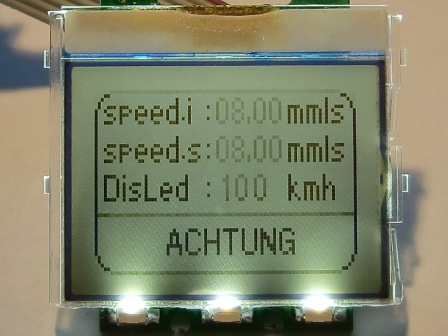 speed.i :08.00 mmls
speed.s:08.00 mmls
DisLed : 100 kmh
ACHTUNG